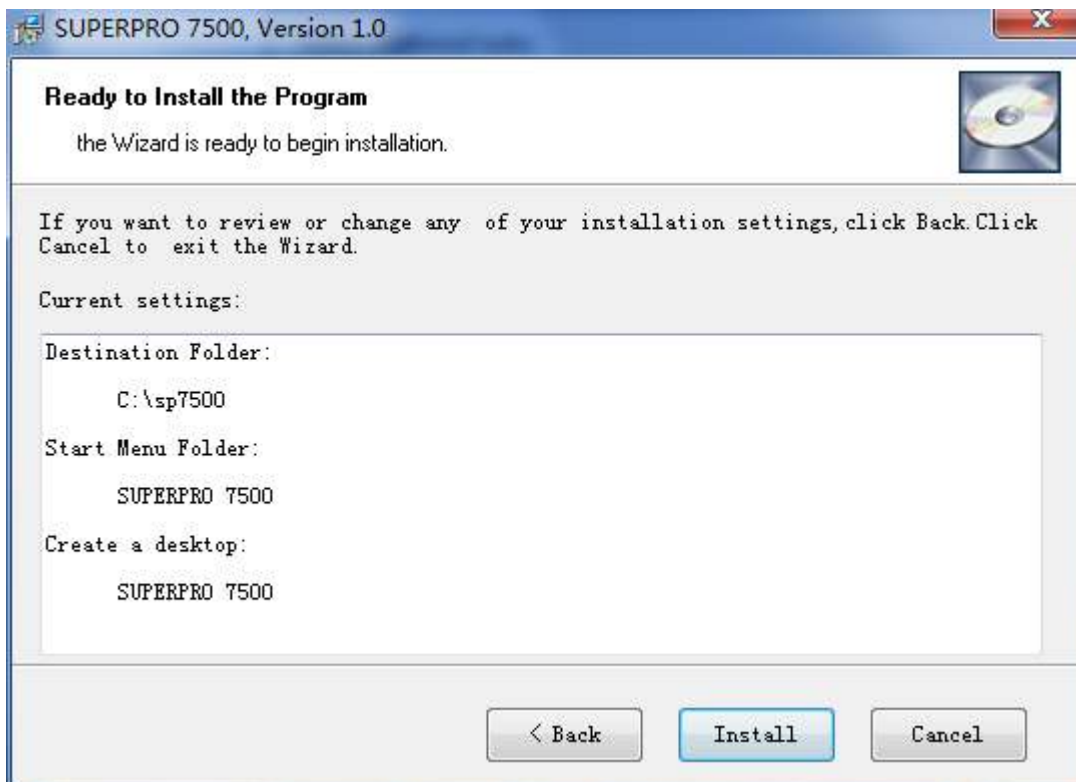 SUPERPRO 7500, Version 1.0
Ready to Install the Program
the Wizard is ready to begin installation.
If you want to review or change any  of your installation settings,click Back.Click
Cancel to  exit the Wizard.
Current settings:
Destination Folder:
C:\sp7500
Start Menu Folder:
SUPERPRO 7500
Create a desktop:
SUPERPRO 7500
< Back
Install
Cancel